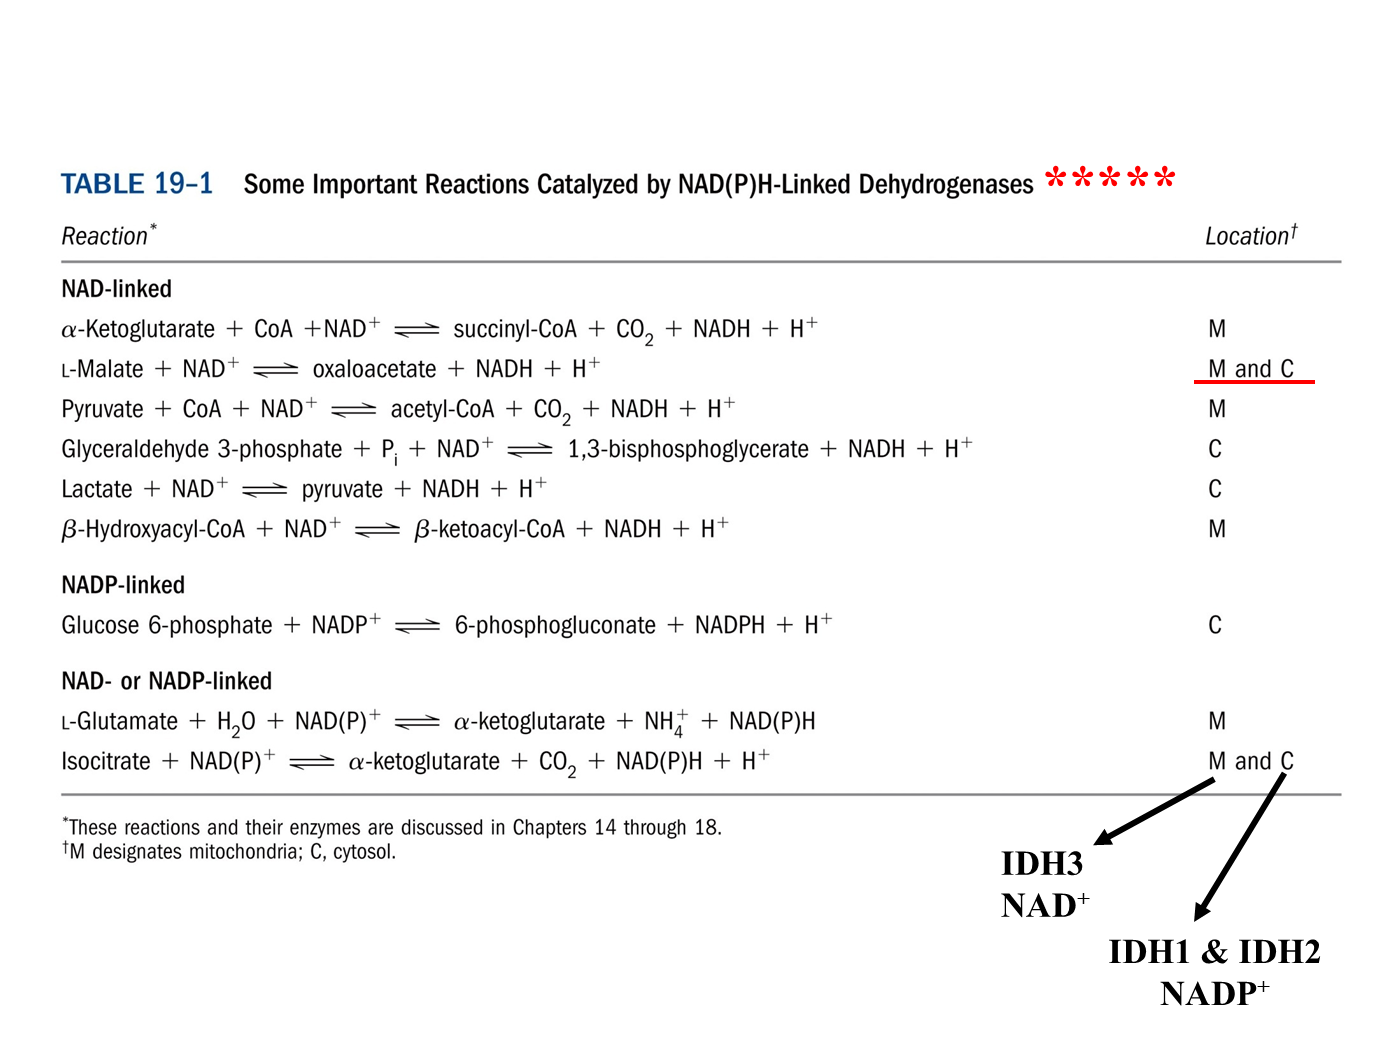 TABLE 19–1 Some Important Reactions Catalyzed by NAD(P)H-Linked Dehydrogenases *****
Reaction* Location†
NAD-linked
α-Ketoglutarate + CoA +NAD⁺ ⇌ succinyl-CoA + CO₂ + NADH + H⁺ M
L-Malate + NAD⁺ ⇌ oxaloacetate + NADH + H⁺ M and C
Pyruvate + CoA + NAD⁺ ⇌ acetyl-CoA + CO₂ + NADH + H⁺ M
Glyceraldehyde 3-phosphate + Pᵢ + NAD⁺ ⇌ 1,3-bisphosphoglycerate + NADH + H⁺ C
Lactate + NAD⁺ ⇌ pyruvate + NADH + H⁺ C
β-Hydroxyacyl-CoA + NAD⁺ ⇌ β-ketoacyl-CoA + NADH + H⁺ M
NADP-linked
Glucose 6-phosphate + NADP⁺ ⇌ 6-phosphogluconate + NADPH + H⁺ C
NAD- or NADP-linked
L-Glutamate + H₂O + NAD(P)⁺ ⇌ α-ketoglutarate + NH₄⁺ + NAD(P)H M
Isocitrate + NAD(P)⁺ ⇌ α-ketoglutarate + CO₂ + NAD(P)H + H⁺ M and C
*These reactions and their enzymes are discussed in Chapters 14 through 18.
†M designates mitochondria; C, cytosol.
IDH3
NAD⁺
IDH1 & IDH2
NADP⁺